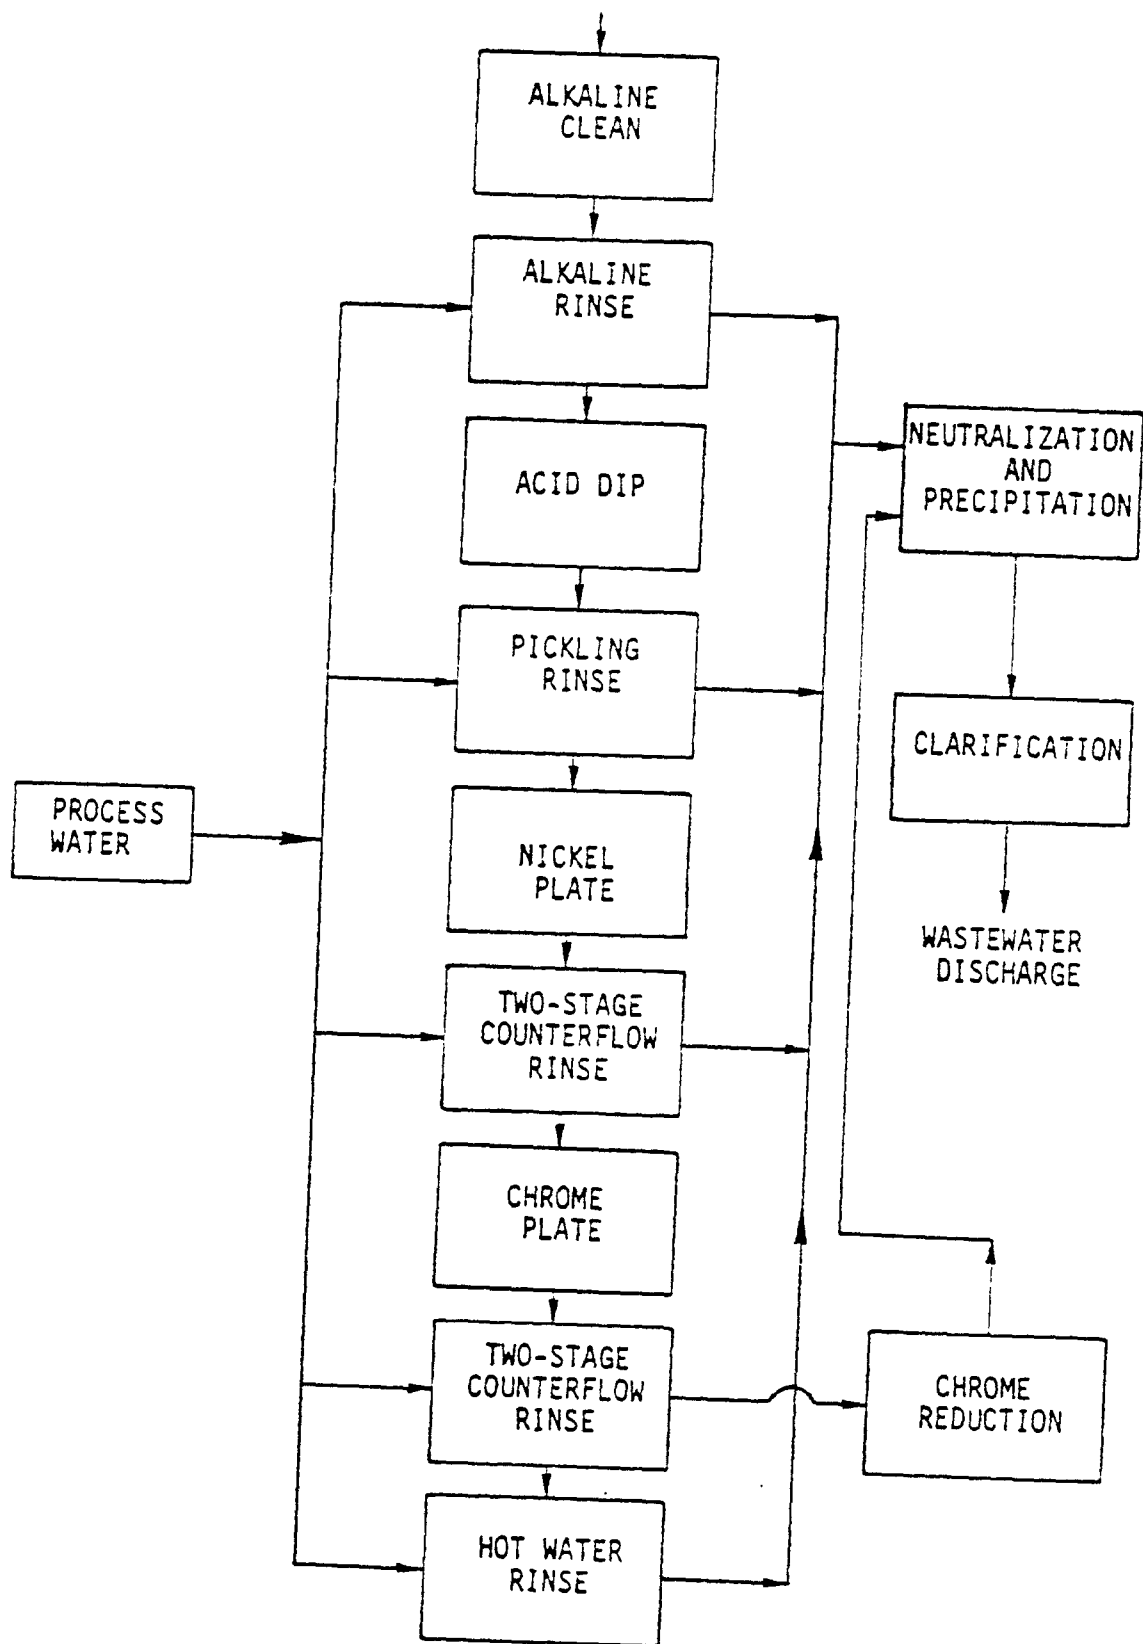 ALKALINE
CLEAN
ALKALINE
RINSE
ACID DIP
PICKLING
RINSE
NICKEL
PLATE
TWO-STAGE
COUNTERFLOW
RINSE
CHROME
PLATE
TWO-STAGE
COUNTERFLOW
RINSE
HOT WATER
RINSE
PROCESS
WATER
NEUTRALIZATION
AND
PRECIPITATION
CLARIFICATION
WASTEWATER
DISCHARGE
CHROME
REDUCTION